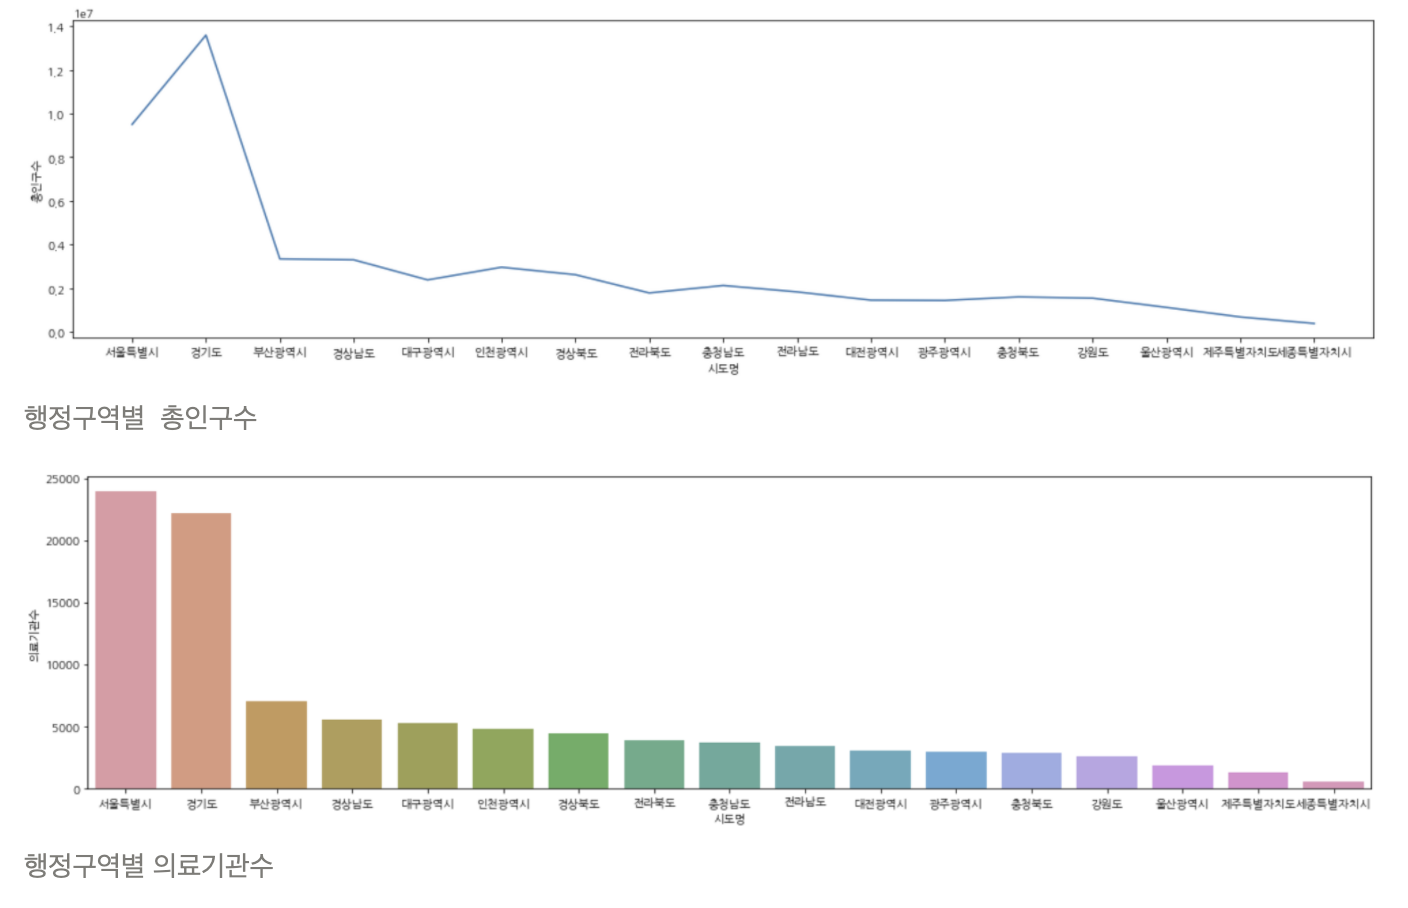 1e7
1.4
1.2
1.0
0.8
0.6
0.4
0.2
0.0
총인구수
서울특별시 경기도 부산광역시 경상남도 대구광역시 인천광역시 경상북도 전라북도 충청남도 전라남도 대전광역시 광주광역시 충청북도 강원도 울산광역시 제주특별자치도 세종특별자치시
시도명
행정구역별 총인구수
25000
20000
15000
10000
5000
0
의료기관수
서울특별시 경기도 부산광역시 경상남도 대구광역시 인천광역시 경상북도 전라북도 충청남도 전라남도 대전광역시 광주광역시 충청북도 강원도 울산광역시 제주특별자치도 세종특별자치시
시도명
행정구역별 의료기관수